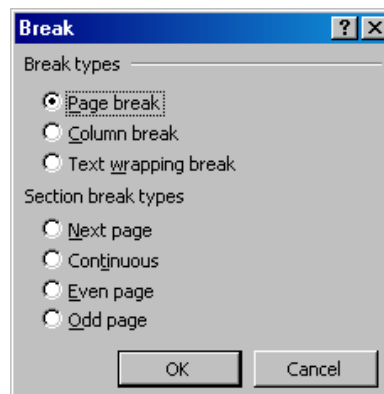 Break
Break types
Page break
Column break
Text wrapping break
Section break types
Next page
Continuous
Even page
Odd page
OK Cancel